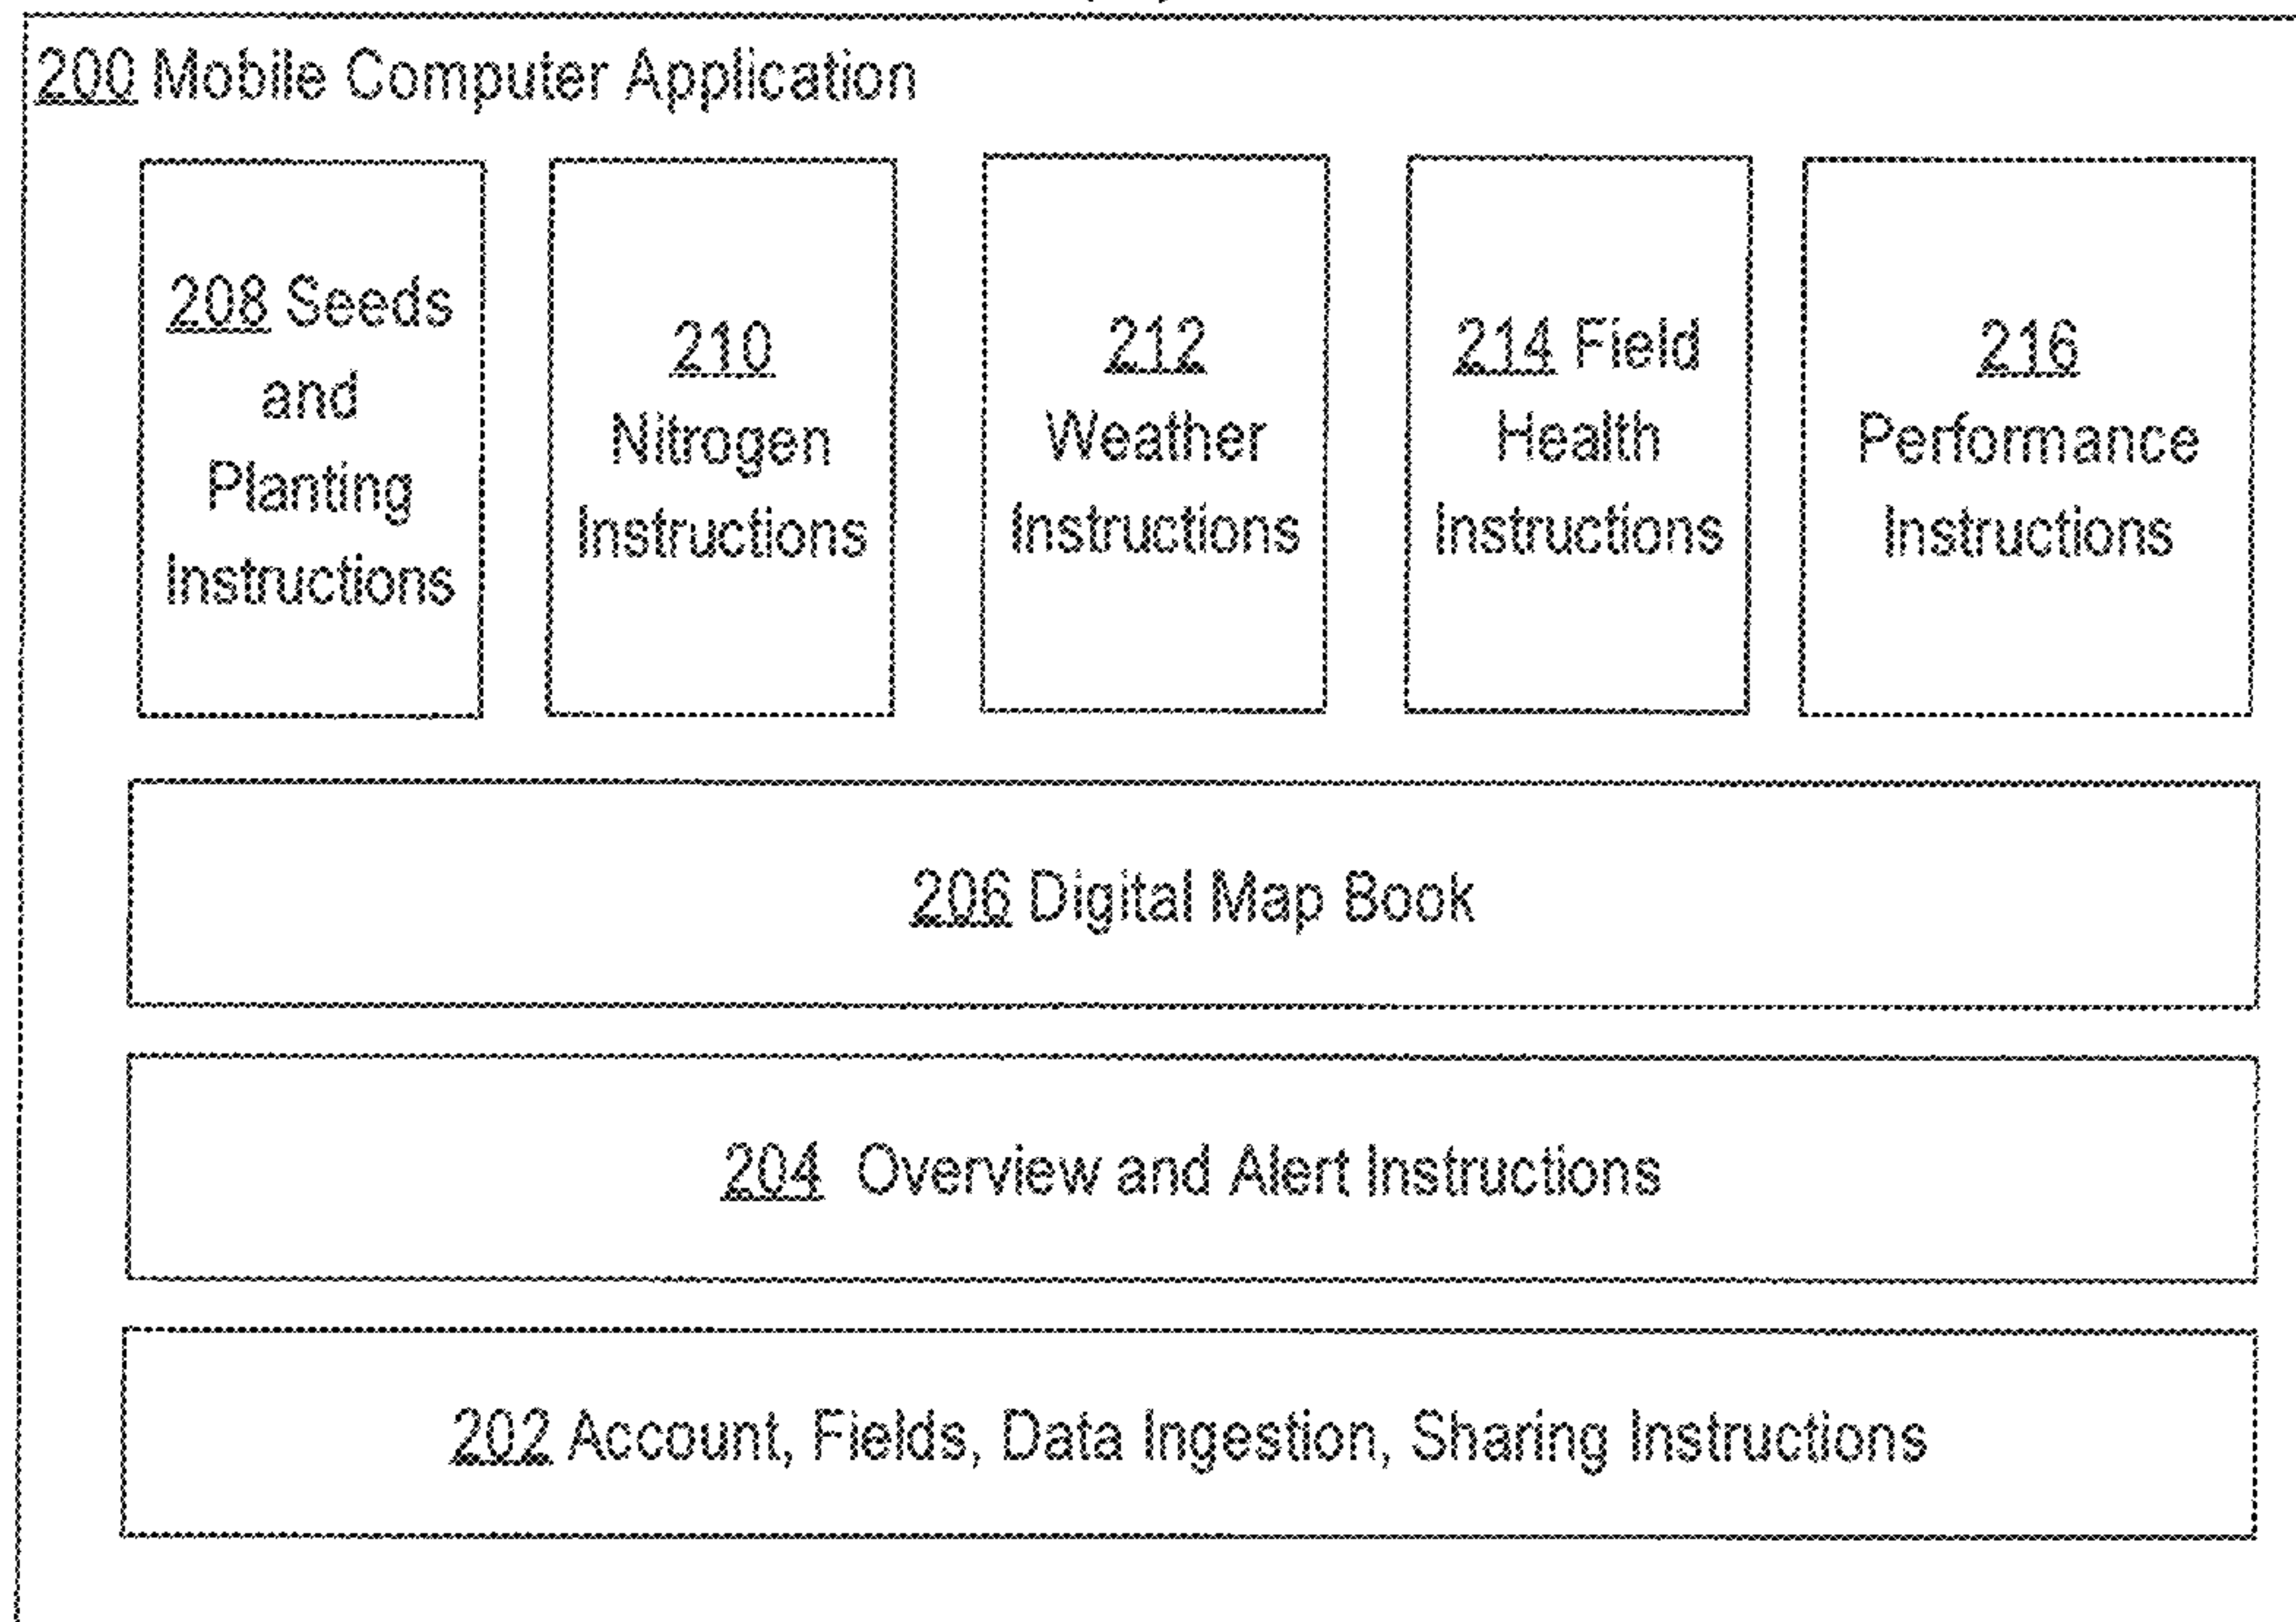 200 Mobile Computer Application
208 Seeds
and
Planting
Instructions
210
Nitrogen
Instructions
212
Weather
Instructions
214 Field
Health
Instructions
216
Performance
Instructions
206 Digital Map Book
204 Overview and Alert Instructions
202 Account, Fields, Data Ingestion, Sharing Instructions